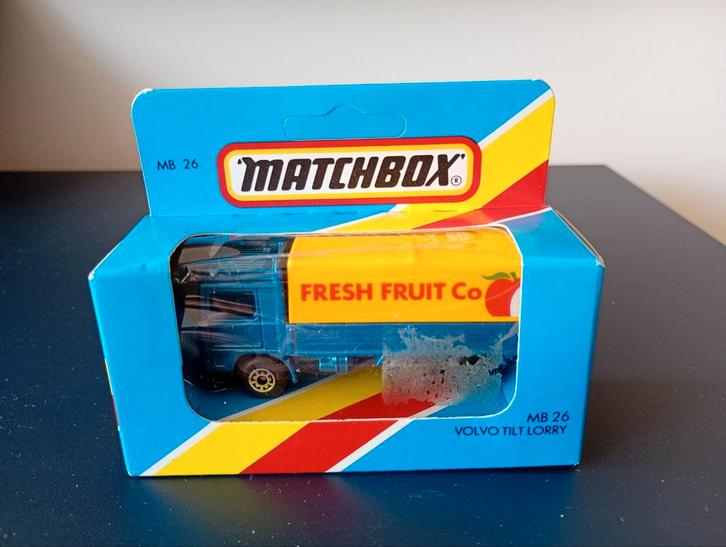 MB 26
'MATCHBOX'®
FRESH FRUIT Co
MB 26
VOLVO TILT LORRY